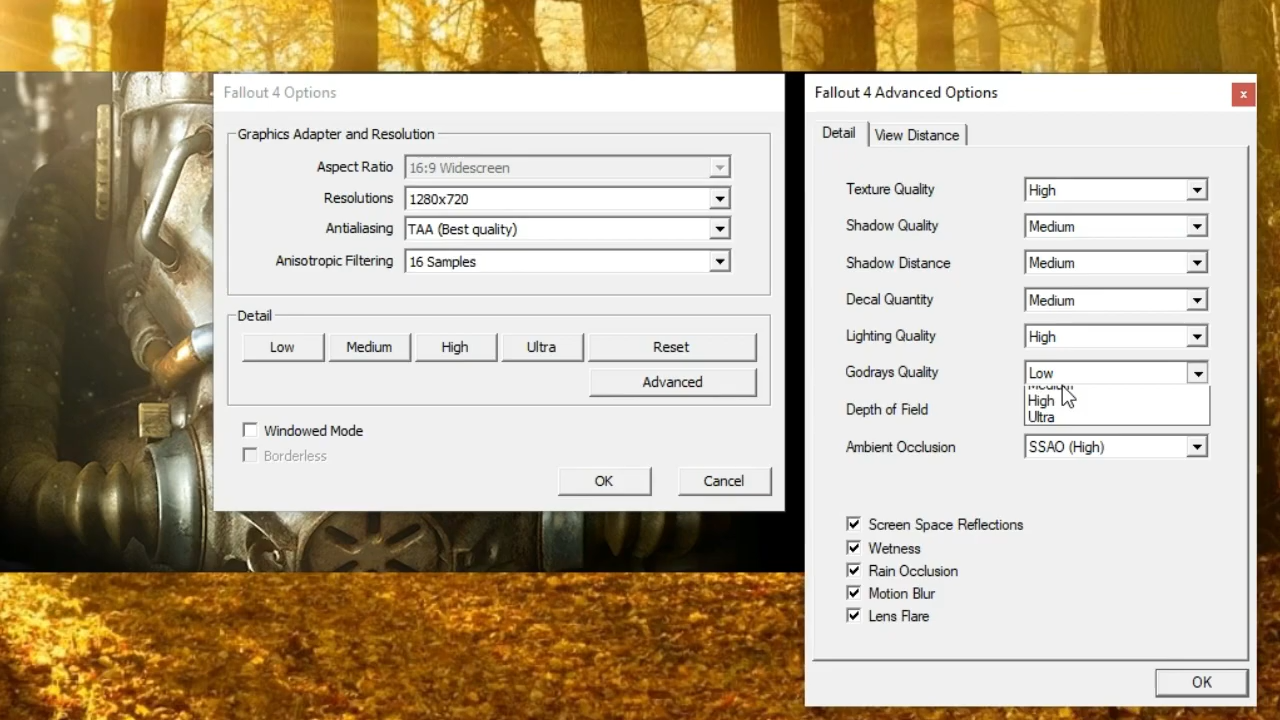 Fallout 4 Options
Graphics Adapter and Resolution
Aspect Ratio 16:9 Widescreen
Resolutions 1280x720
Antialiasing TAA (Best quality)
Anisotropic Filtering 16 Samples
Detail
Low Medium High Ultra Reset
Advanced
Windowed Mode
Borderless
OK Cancel
Fallout 4 Advanced Options
x
Detail View Distance
Texture Quality High
Shadow Quality Medium
Shadow Distance Medium
Decal Quantity Medium
Lighting Quality High
Godrays Quality Low
Medium
High
Depth of Field
Ultra
Ambient Occlusion SSAO (High)
Screen Space Reflections
Wetness
Rain Occlusion
Motion Blur
Lens Flare
OK